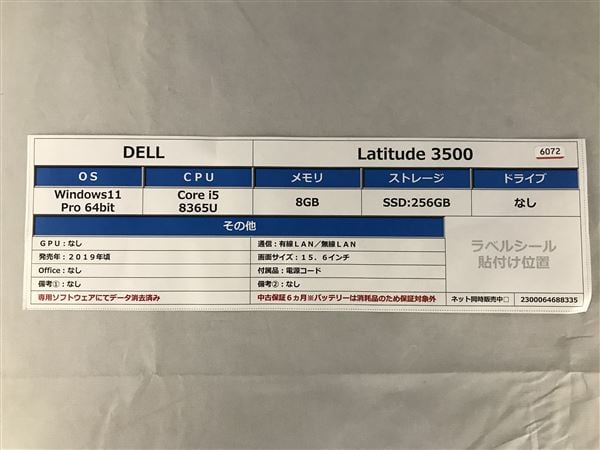 DELL Latitude 3500 6072
OS CPU メモリ ストレージ ドライブ
Windows11 Pro 64bit Core i5 8365U 8GB SSD:256GB なし
その他
GPU：なし 通信：有線LAN／無線LAN
発売年：2019年頃 画面サイズ：15．6インチ
Office：なし 付属品：電源コード
備考①：なし 備考②：なし
専用ソフトウェアにてデータ消去済み 中古保証6ヵ月※バッテリーは消耗品のため保証対象外
ラベルシール
貼付け位置
ネット同時販売中□ 2300064688335